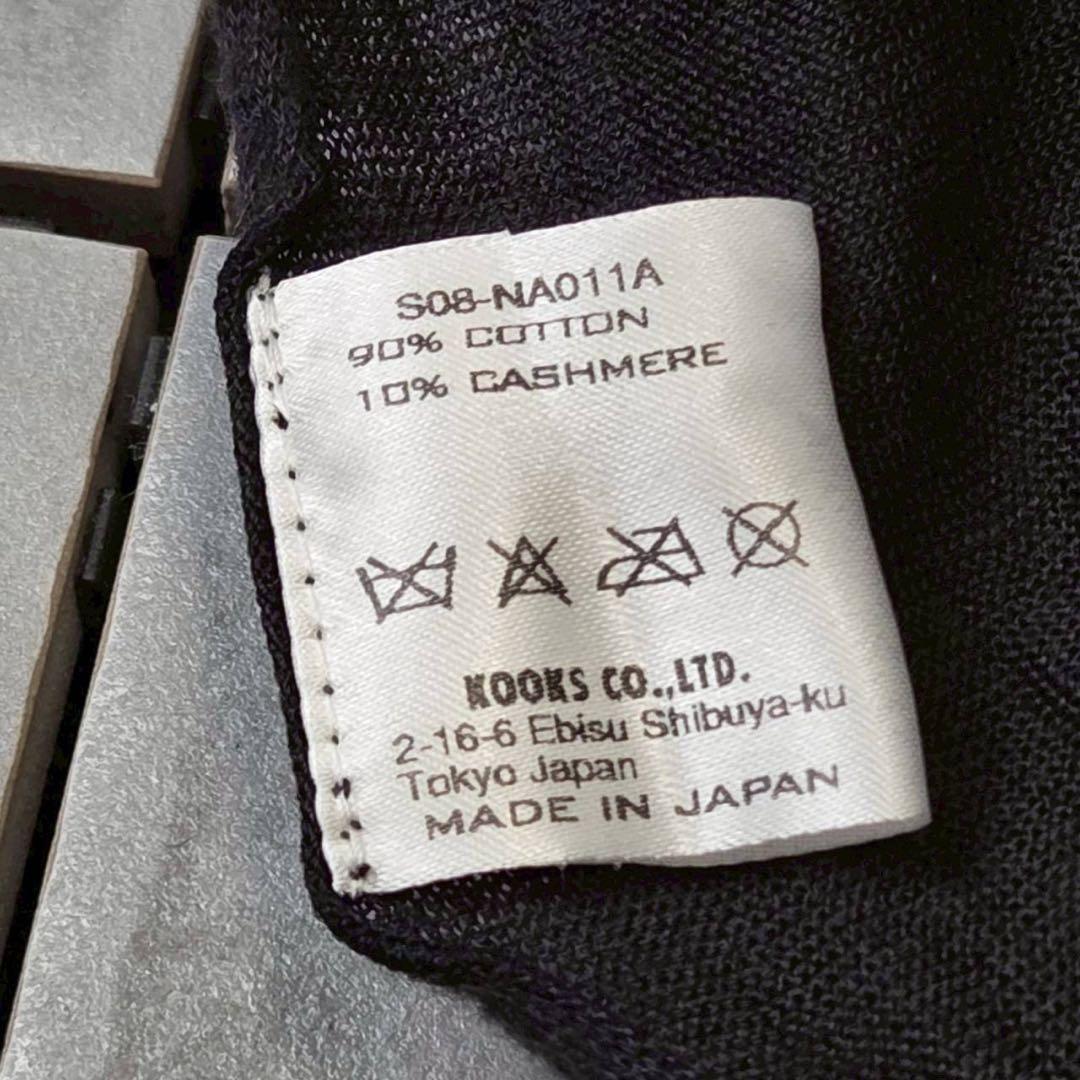 S08-NA011A
90% COTTON
10% CASHMERE
KOOKS CO.,LTD.
2-16-6 Ebisu Shibuya-ku
Tokyo Japan
MADE IN JAPAN